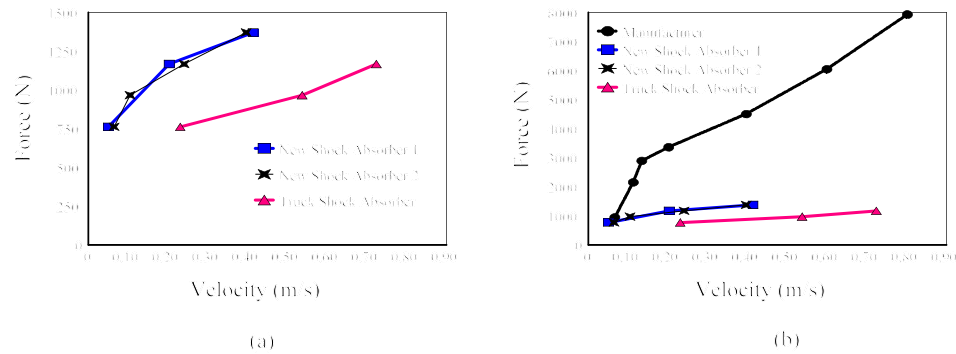 1500
1250
1000
750
500
250
0
Force (N)
New Shock Absorber 1
New Shock Absorber 2
Truck Shock Absorber
0 0.10 0.20 0.30 0.40 0.50 0.60 0.70 0.80 0.90
Velocity (m/s)
(a)
8000
7000
6000
5000
4000
3000
2000
1000
0
Force (N)
Manufacturer
New Shock Absorber 1
New Shock Absorber 2
Truck Shock Absorber
0 0.10 0.20 0.30 0.40 0.50 0.60 0.70 0.80 0.90
Velocity (m/s)
(b)